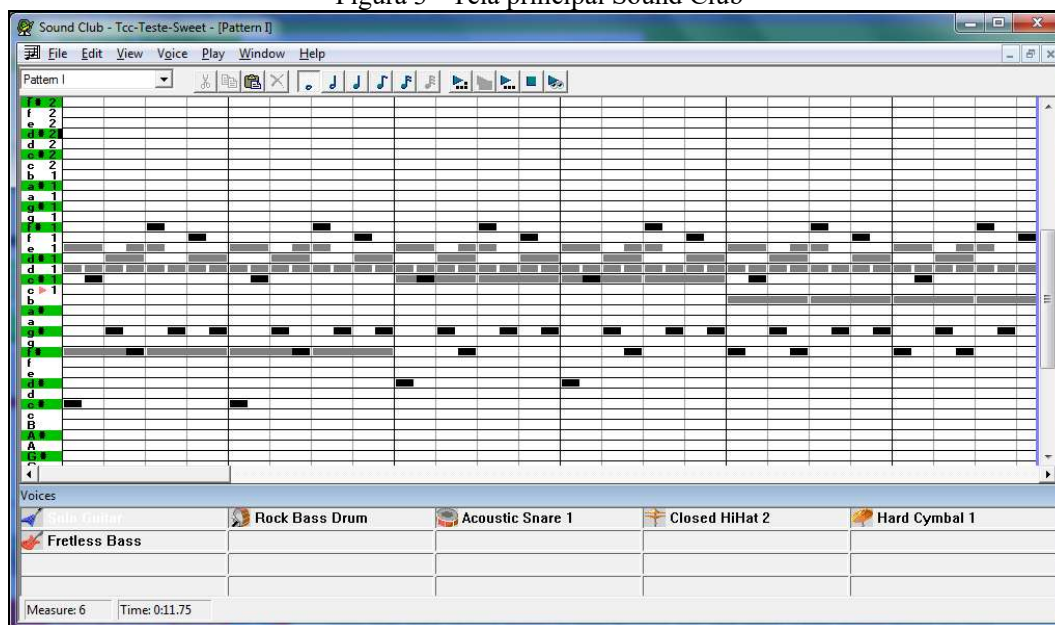 Figura - Tela principal Sound Club
Sound Club - Tcc-Teste-Sweet - [Pattern I]
File Edit View Voice Play Window Help
Pattern I
f# 2
f 2
e 2
d# 2
d 2
c# 2
c 2
b 1
a# 1
a 1
g# 1
g 1
f# 1
f 1
e 1
d# 1
d 1
c# 1
c 1
b
a#
a
g#
g
f#
f
e
d#
d
c#
c
B
A#
A
G#
Voices
Solo Guitar Rock Bass Drum Acoustic Snare 1 Closed HiHat 2 Hard Cymbal 1
Fretless Bass
Measure: 6 Time: 0:11.75